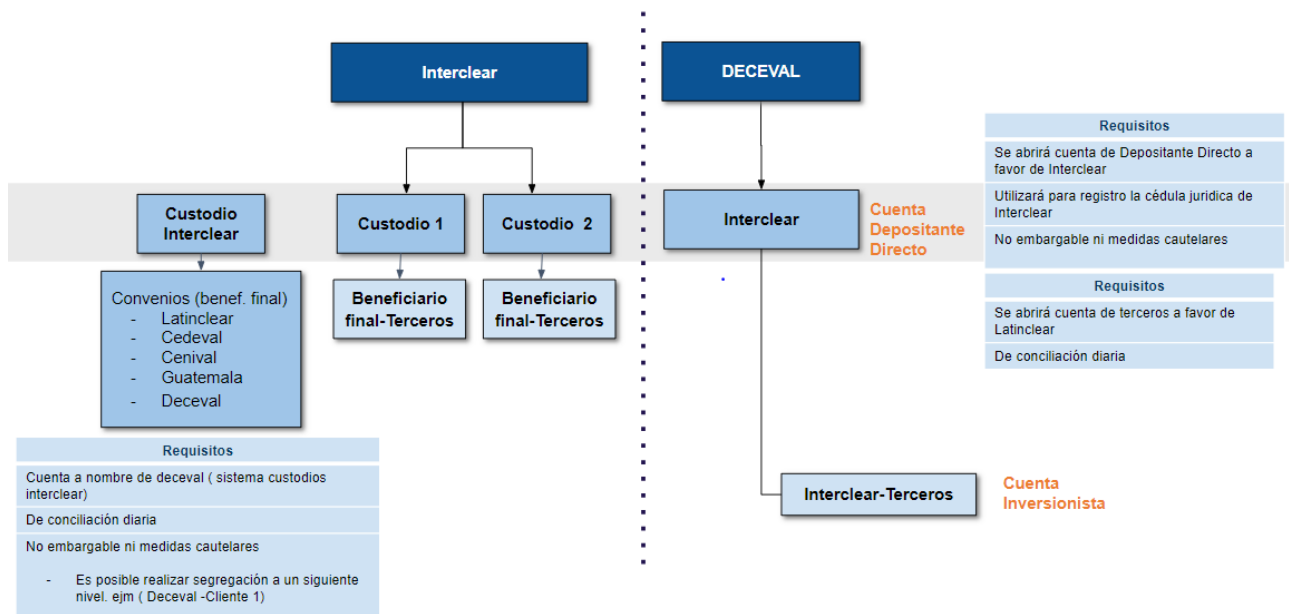 Interclear
Custodio
Interclear
Custodio 1
Custodio 2
Convenios (benef. final)
- Latinclear
- Cedeval
- Cenival
- Guatemala
- Deceval
Beneficiario
final-Terceros
Beneficiario
final-Terceros
Requisitos
Cuenta a nombre de deceval ( sistema custodios
interclear)
De conciliación diaria
No embargable ni medidas cautelares
- Es posible realizar segregación a un siguiente
nivel. ejm ( Deceval -Cliente 1)
DECEVAL
Interclear
Cuenta
Depositante
Directo
Requisitos
Se abrirá cuenta de Depositante Directo a
favor de Interclear
Utilizará para registro la cédula juridica de
Interclear
No embargable ni medidas cautelares
Requisitos
Se abrirá cuenta de terceros a favor de
Latinclear
De conciliación diaria
Interclear-Terceros
Cuenta
Inversionista